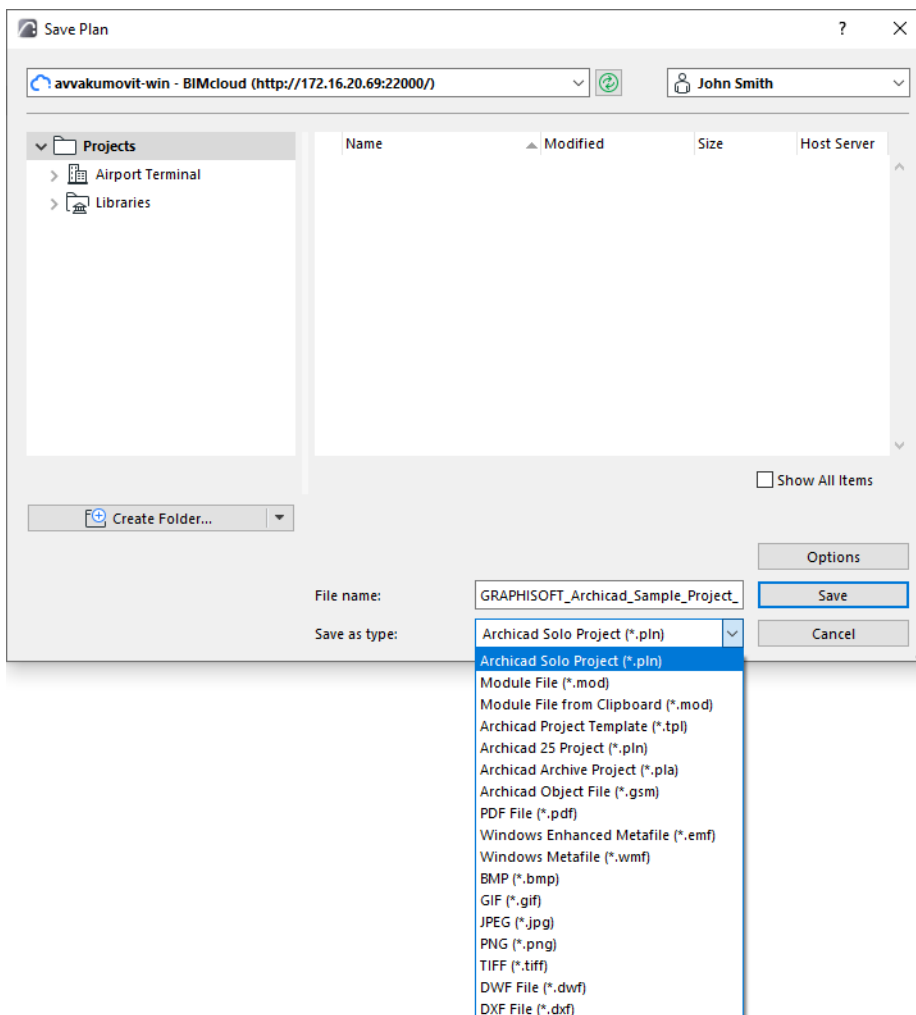 Save Plan
?
avvakumovit-win - BIMcloud (http://172.16.20.69:22000/)
John Smith
Projects
Airport Terminal
Libraries
Name Modified Size Host Server
Show All Items
Create Folder...
Options
File name: GRAPHISOFT_Archicad_Sample_Project_
Save
Save as type: Archicad Solo Project (*.pln)
Cancel
Archicad Solo Project (*.pln)
Module File (*.mod)
Module File from Clipboard (*.mod)
Archicad Project Template (*.tpl)
Archicad 25 Project (*.pln)
Archicad Archive Project (*.pla)
Archicad Object File (*.gsm)
PDF File (*.pdf)
Windows Enhanced Metafile (*.emf)
Windows Metafile (*.wmf)
BMP (*.bmp)
GIF (*.gif)
JPEG (*.jpg)
PNG (*.png)
TIFF (*.tiff)
DWF File (*.dwf)
DXF File (*.dxf)